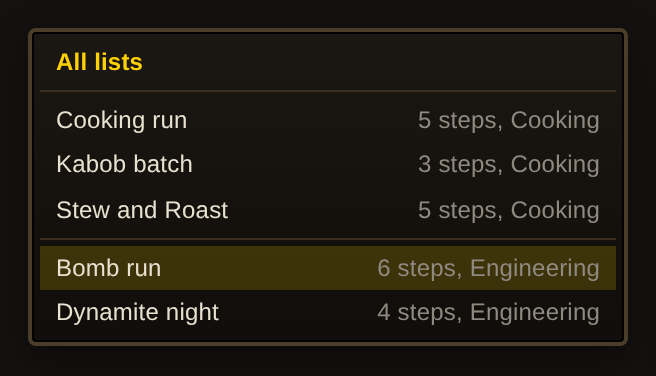 All lists
Cooking run 5 steps, Cooking
Kabob batch 3 steps, Cooking
Stew and Roast 5 steps, Cooking
Bomb run 6 steps, Engineering
Dynamite night 4 steps, Engineering